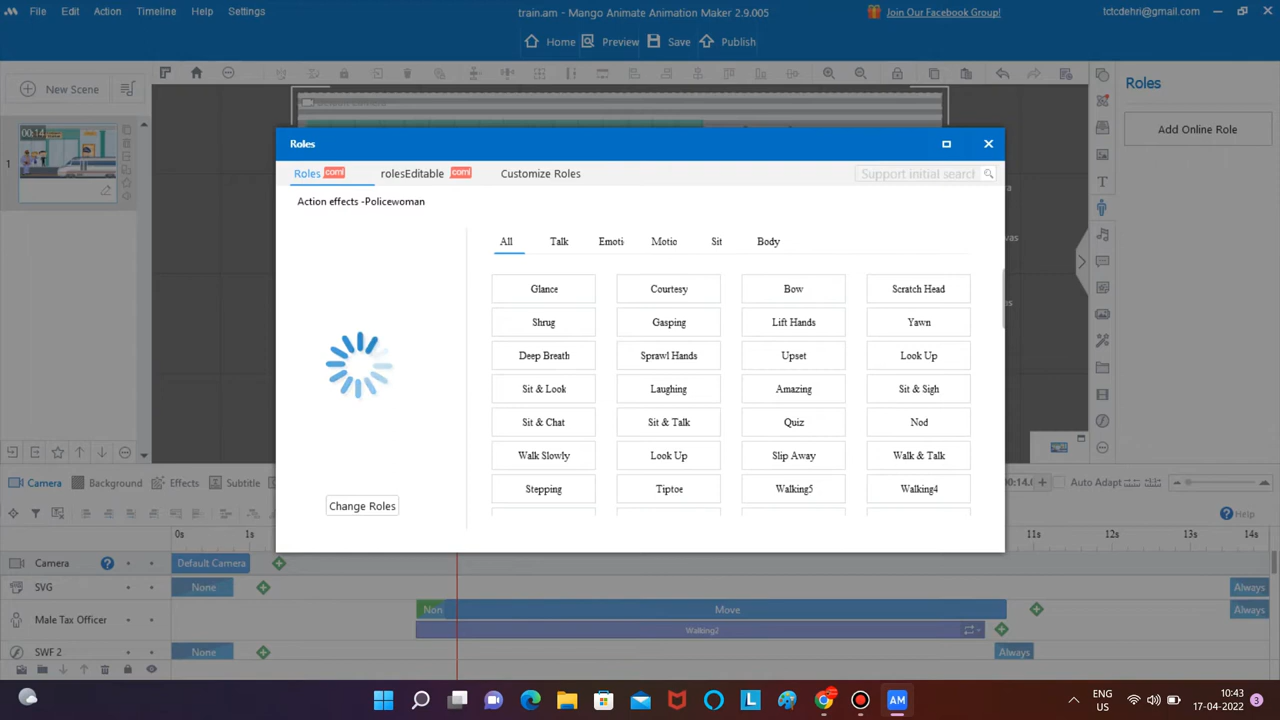 File Edit Action Timeline Help Settings
train.am - Mango Animate Animation Maker 2.9.005
Join Our Facebook Group!
tctcdehri@gmail.com
Home Preview Save Publish
New Scene
Roles
Add Online Role
00:14
1
Roles
Roles com! rolesEditable com! Customize Roles
Support initial search
Action effects -Policewoman
All Talk Emoti Motio Sit Body
Glance Courtesy Bow Scratch Head
Shrug Gasping Lift Hands Yawn
Deep Breath Sprawl Hands Upset Look Up
Sit & Look Laughing Amazing Sit & Sigh
Sit & Chat Sit & Talk Quiz Nod
Walk Slowly Look Up Slip Away Walk & Talk
Stepping Tiptoe Walking5 Walking4
Change Roles
Camera Background Effects Subtitle
00:14. Auto Adapt
Help
0s 1s 11s 12s 13s 14s
Camera ? Default Camera
SVG None Always
Male Tax Officer Non Move Always
Walking2
SWF 2 None Always
ENG
US
10:43
17-04-2022
3